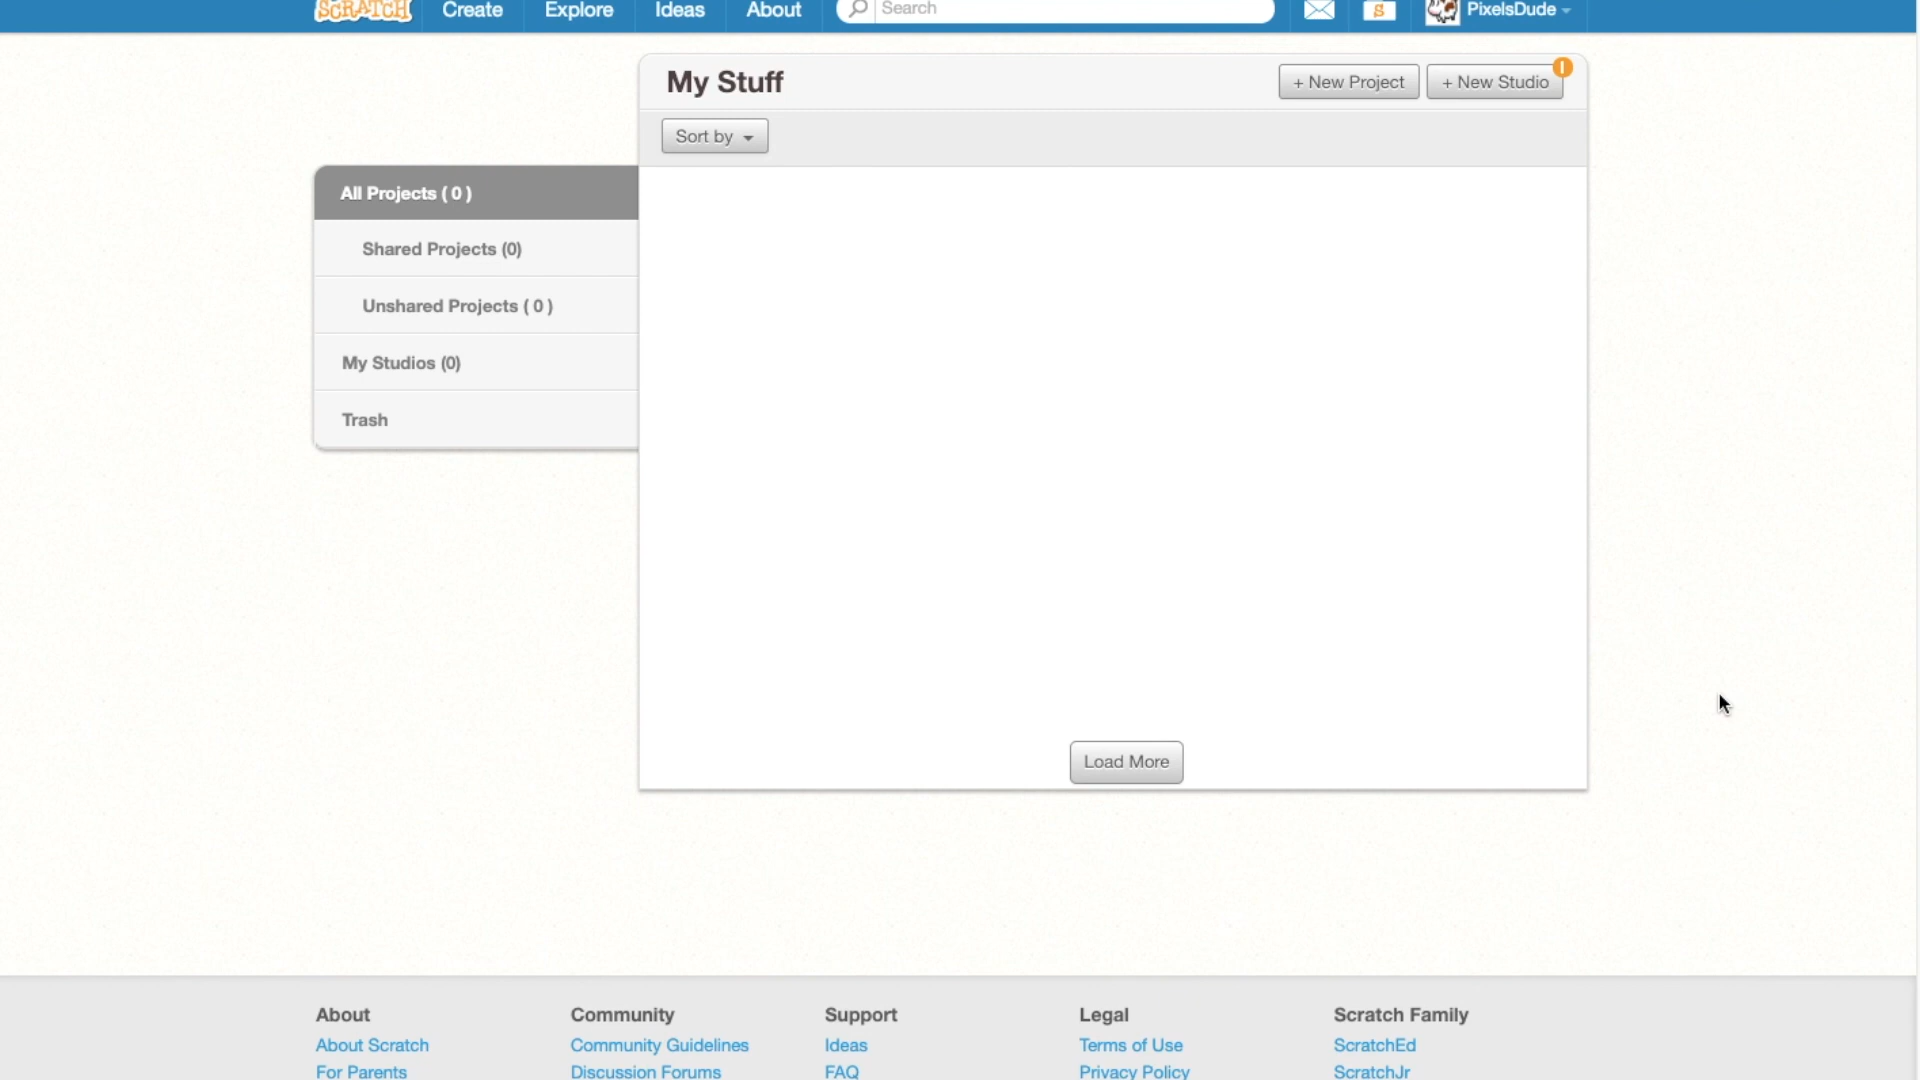 SCRATCH Create Explore Ideas About Search S PixelsDude
My Stuff + New Project + New Studio !
Sort by
All Projects ( 0 )
Shared Projects (0)
Unshared Projects ( 0 )
My Studios (0)
Trash
Load More
About Community Support Legal Scratch Family
About Scratch Community Guidelines Ideas Terms of Use ScratchEd
For Parents Discussion Forums FAQ Privacy Policy ScratchJr